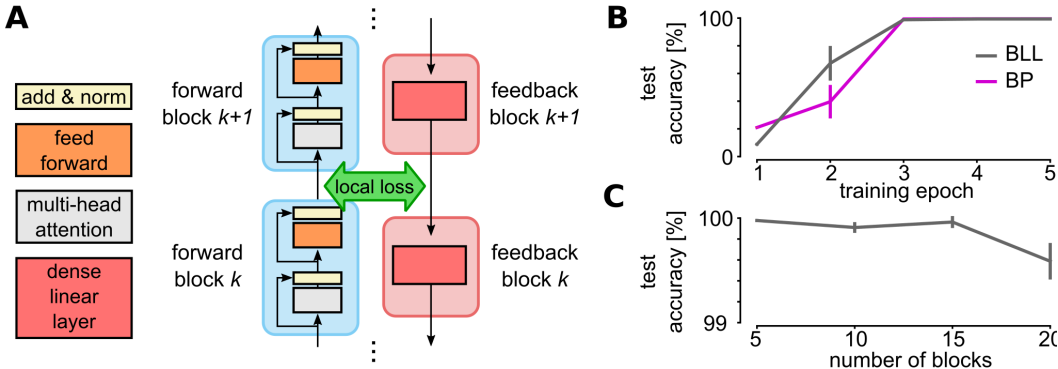 A
add & norm
feed
forward
multi-head
attention
dense
linear
layer
forward
block k+1
forward
block k
local loss
feedback
block k+1
feedback
block k
B
test
accuracy [%]
100
0
BLL
BP
1
2
3
4
5
training epoch
C
test
accuracy [%]
100
99
5
10
15
20
number of blocks